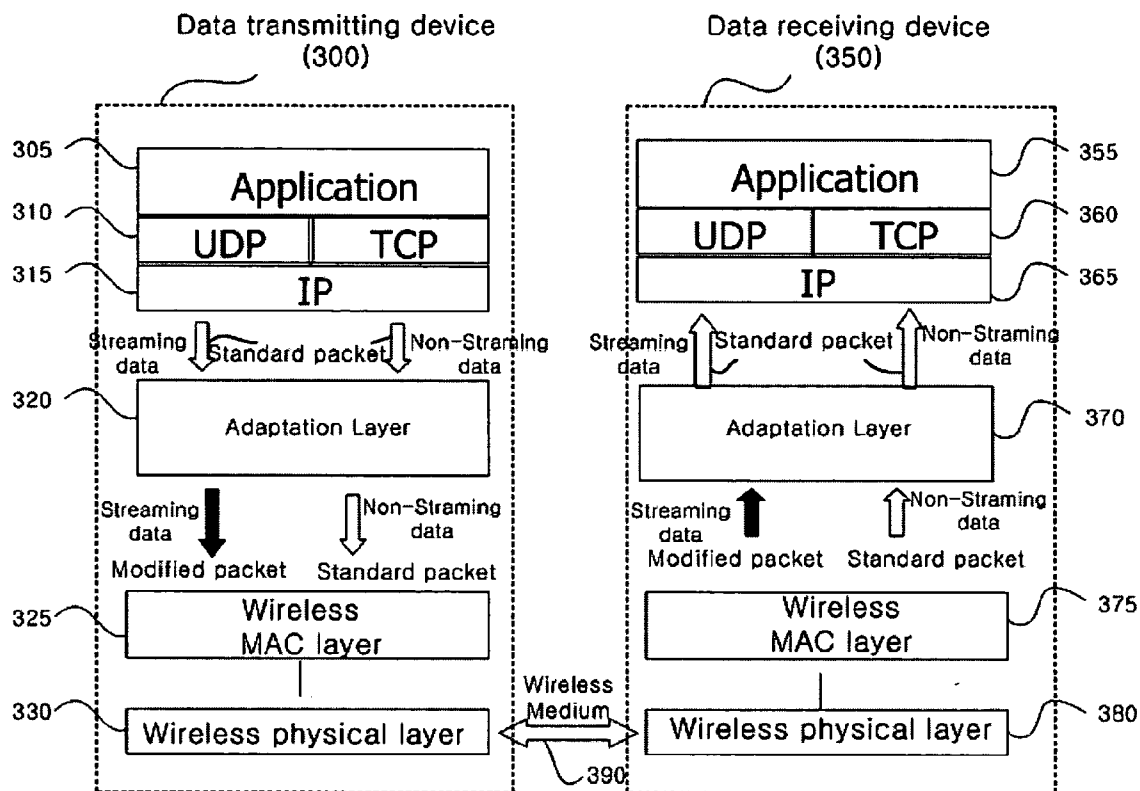 Data transmitting device
(300)
Data receiving device
(350)
305
Application
310
UDP
TCP
315
IP
Streaming
data
Standard packet
Non-Straming
data
320
Adaptation Layer
Streaming
data
Modified packet
Non-Straming
data
Standard packet
325
Wireless
MAC layer
330
Wireless physical layer
Wireless
Medium
390
355
Application
360
UDP
TCP
365
IP
Streaming
data
Standard packet
Non-Straming
data
370
Adaptation Layer
Streaming
data
Modified packet
Non-Straming
data
Standard packet
375
Wireless
MAC layer
380
Wireless physical layer